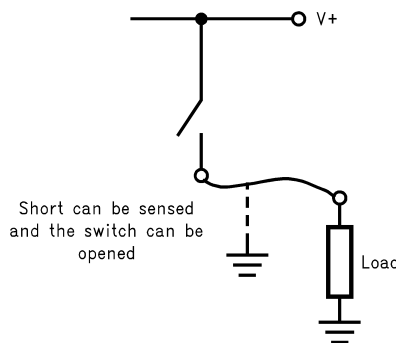 V+
Short can be sensed
and the switch can be
opened
Load